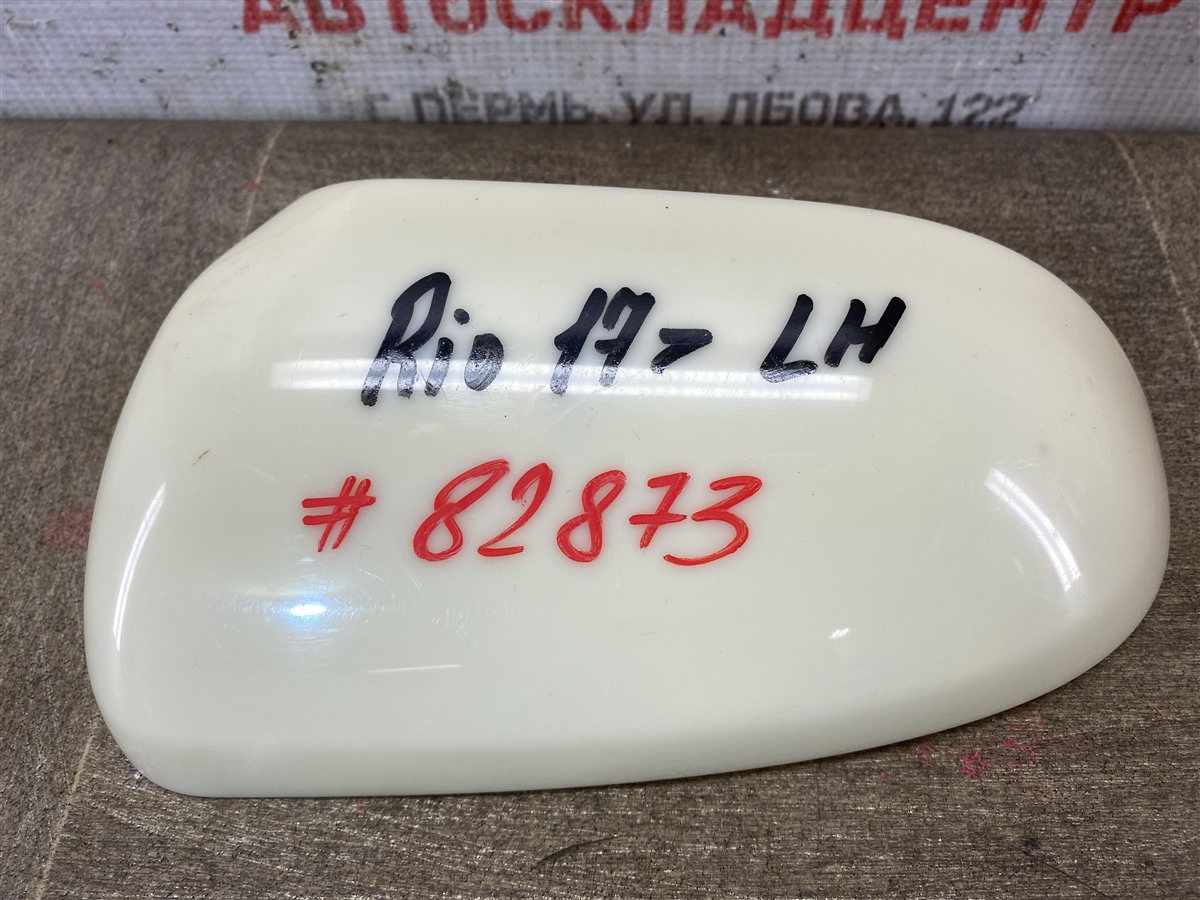 АВТОСКЛАДЦЕНТР
Г. ПЕРМЬ, УЛ. ЛБОВА, 122
Rio 17> LH
# 82873